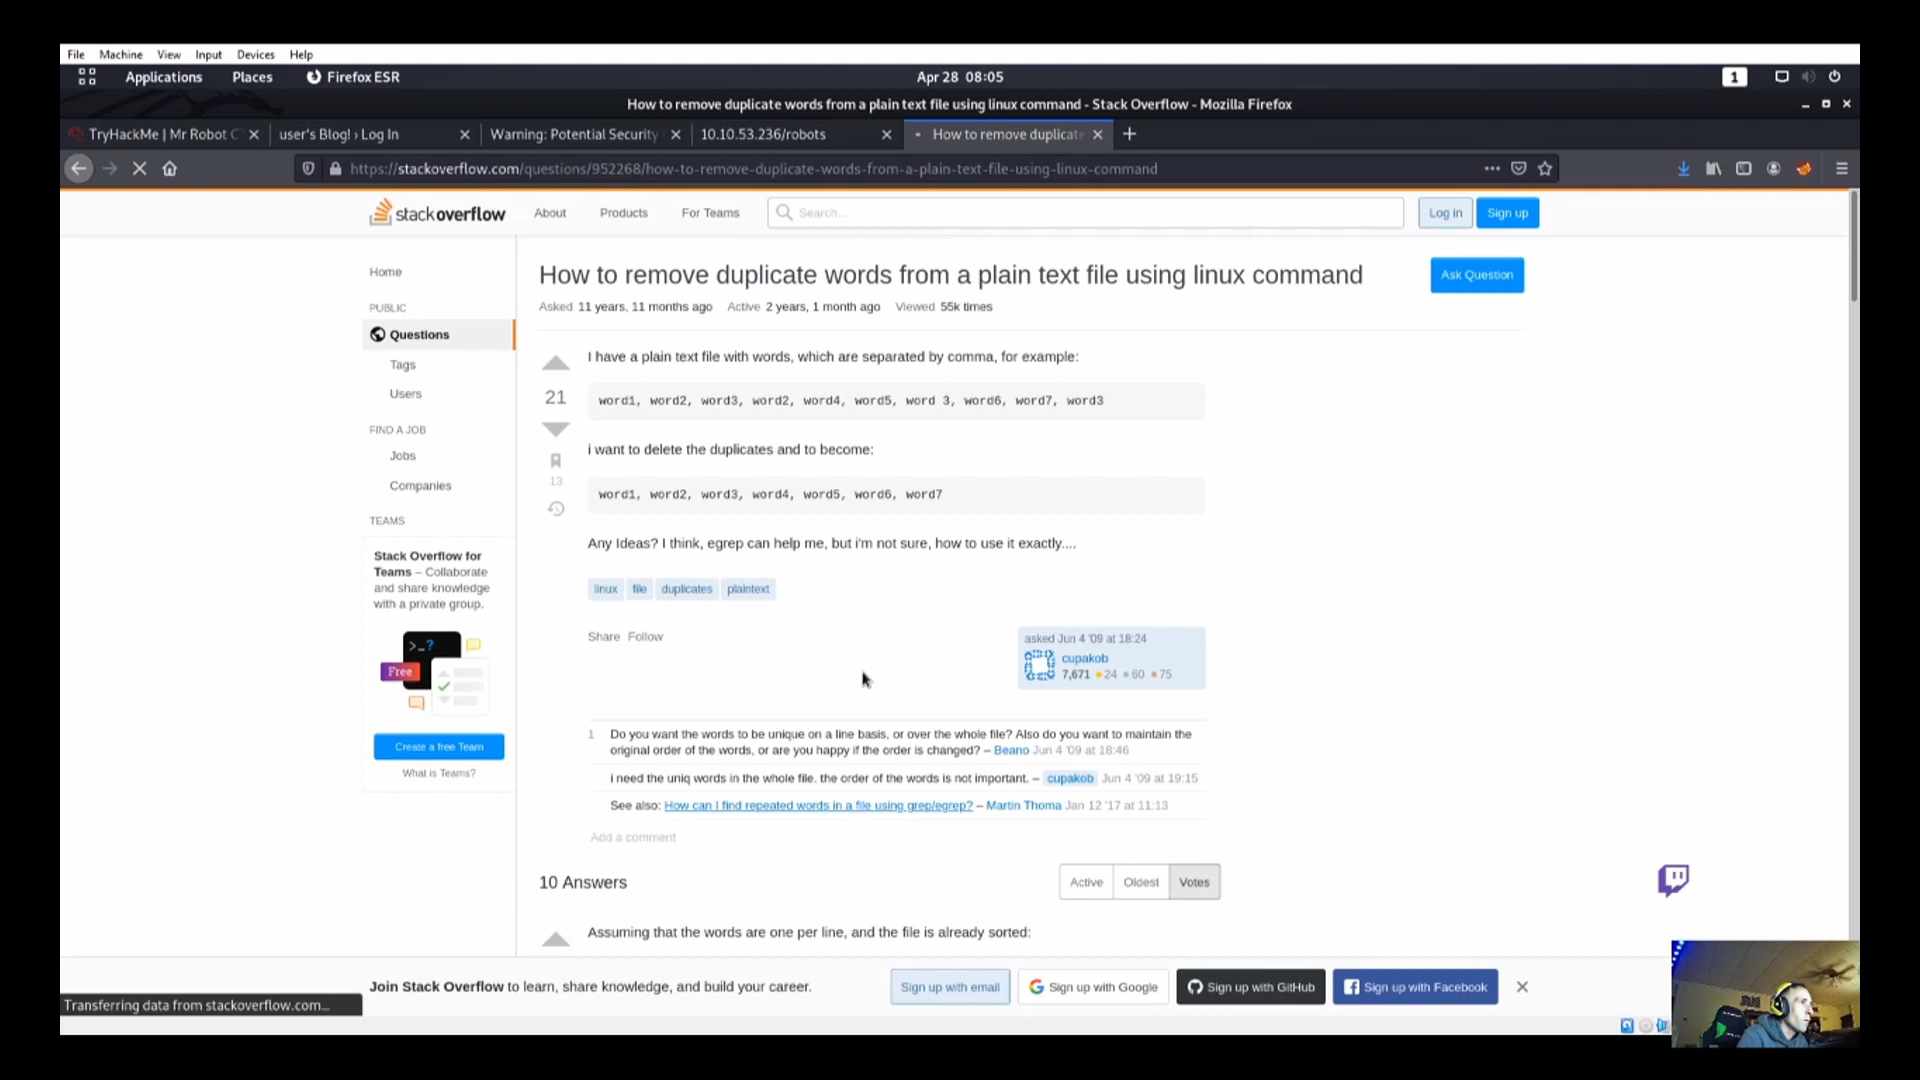 File Machine View Input Devices Help
Applications Places Firefox ESR Apr 28 08:05 1
How to remove duplicate words from a plain text file using linux command - Stack Overflow - Mozilla Firefox
TryHackMe | Mr Robot C user's Blog! › Log In Warning: Potential Security 10.10.53.236/robots How to remove duplicate
https://stackoverflow.com/questions/952268/how-to-remove-duplicate-words-from-a-plain-text-file-using-linux-command
stackoverflow About Products For Teams Search... Log in Sign up
Home
PUBLIC
Questions
Tags
Users
FIND A JOB
Jobs
Companies
TEAMS
Stack Overflow for
Teams – Collaborate
and share knowledge
with a private group.
>_?
Free
Create a free Team
What is Teams?
How to remove duplicate words from a plain text file using linux command
Ask Question
Asked 11 years, 11 months ago Active 2 years, 1 month ago Viewed 55k times
I have a plain text file with words, which are separated by comma, for example:
21
word1, word2, word3, word2, word4, word5, word 3, word6, word7, word3
i want to delete the duplicates and to become:
13
word1, word2, word3, word4, word5, word6, word7
Any Ideas? I think, egrep can help me, but i'm not sure, how to use it exactly....
linux file duplicates plaintext
Share Follow
asked Jun 4 '09 at 18:24
cupakob
7,671 24 60 75
1 Do you want the words to be unique on a line basis, or over the whole file? Also do you want to maintain the
original order of the words, or are you happy if the order is changed? – Beano Jun 4 '09 at 18:46
i need the uniq words in the whole file. the order of the words is not important. – cupakob Jun 4 '09 at 19:15
See also: How can I find repeated words in a file using grep/egrep? – Martin Thoma Jan 12 '17 at 11:13
Add a comment
10 Answers
Active Oldest Votes
Assuming that the words are one per line, and the file is already sorted:
Join Stack Overflow to learn, share knowledge, and build your career.
Sign up with email Sign up with Google Sign up with GitHub Sign up with Facebook
Transferring data from stackoverflow.com...